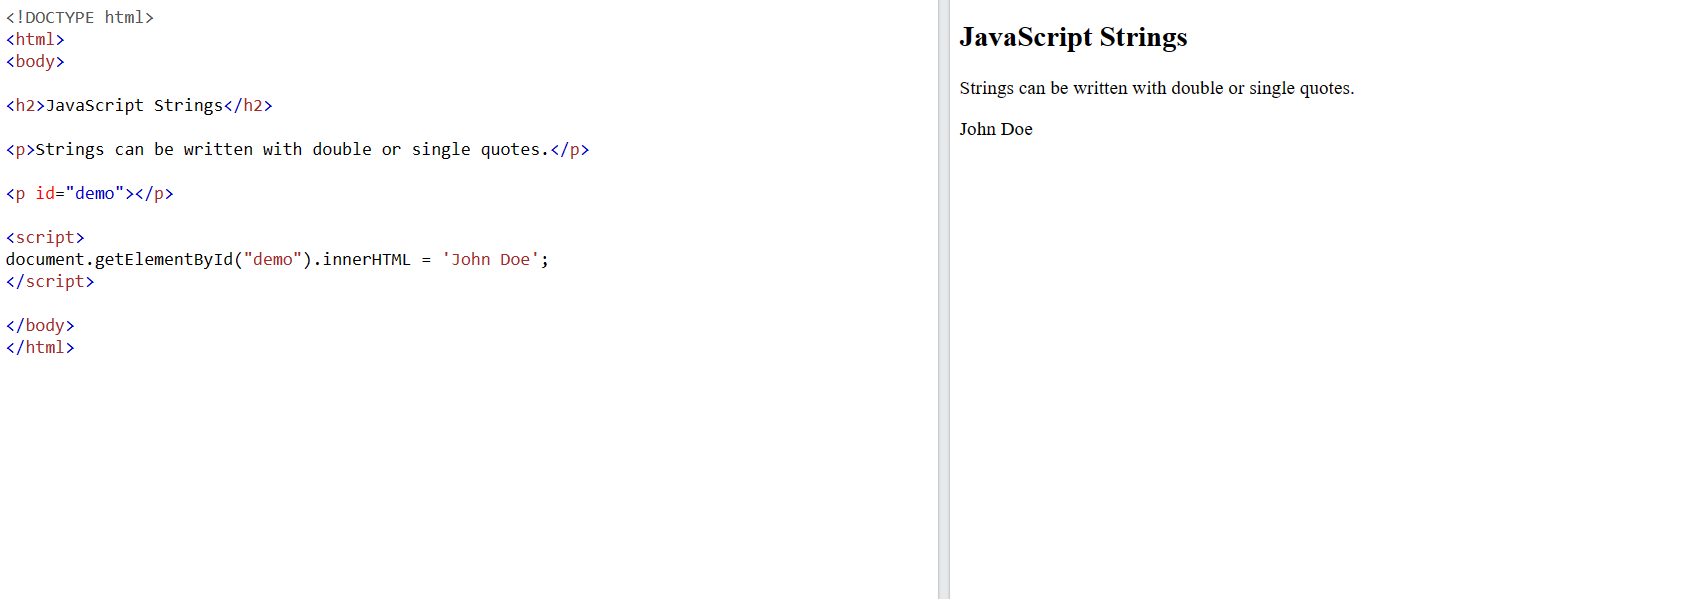 <!DOCTYPE html>
<html>
<body>
<h2>JavaScript Strings</h2>
<p>Strings can be written with double or single quotes.</p>
<p id="demo"></p>
<script>
document.getElementById("demo").innerHTML = 'John Doe';
</script>
</body>
</html>
JavaScript Strings
Strings can be written with double or single quotes.
John Doe